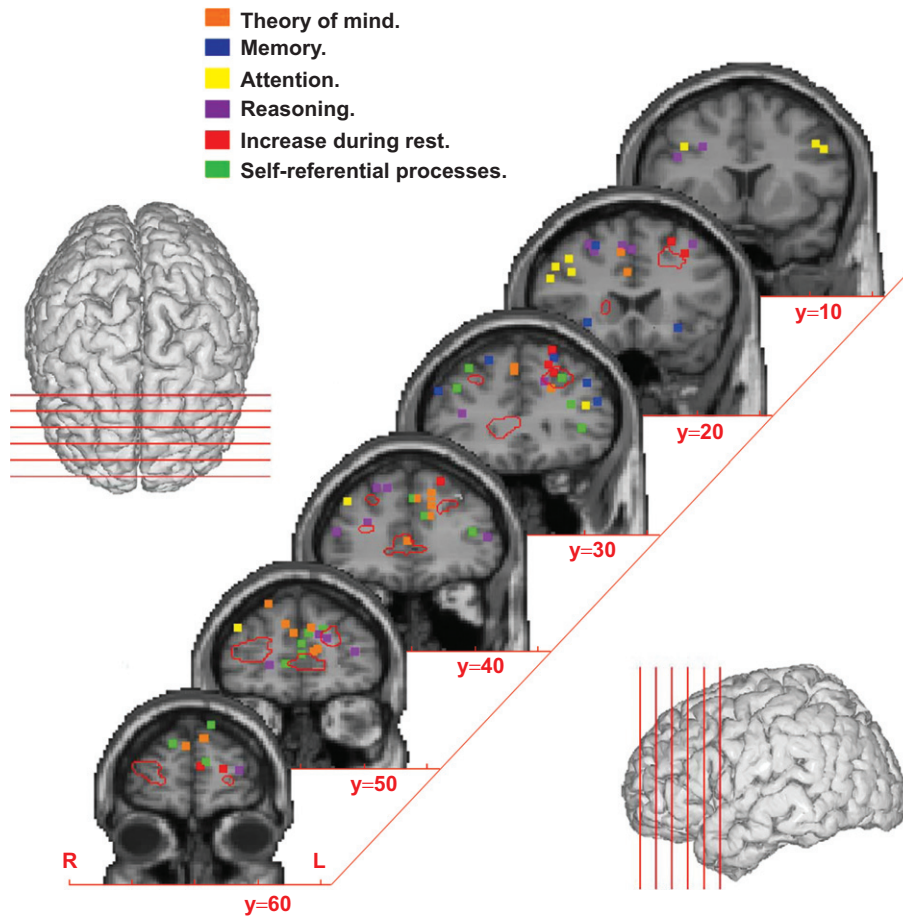 Theory of mind.
Memory.
Attention.
Reasoning.
Increase during rest.
Self-referential processes.
y=10
y=20
y=30
y=40
y=50
R L
y=60